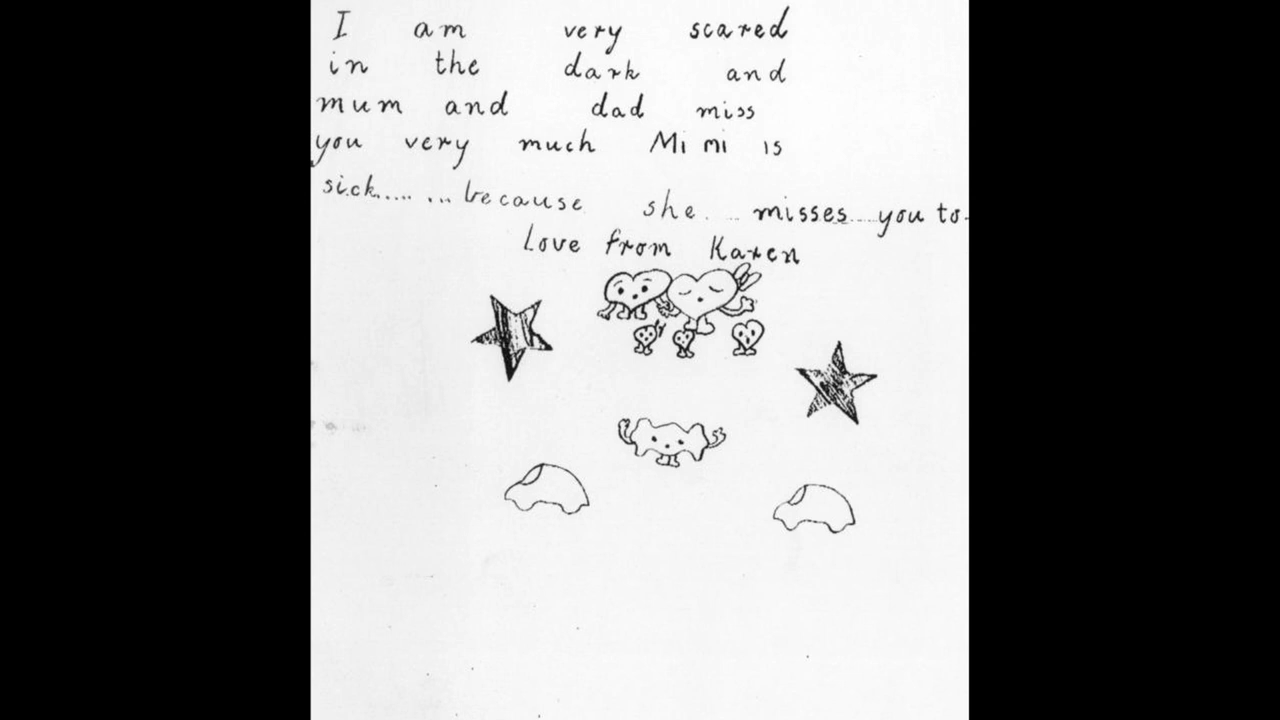 I am very scared
in the dark and
mum and dad miss
you very much Mimi is
sick..... ... because she. ... misses....you to-
Love from Karen